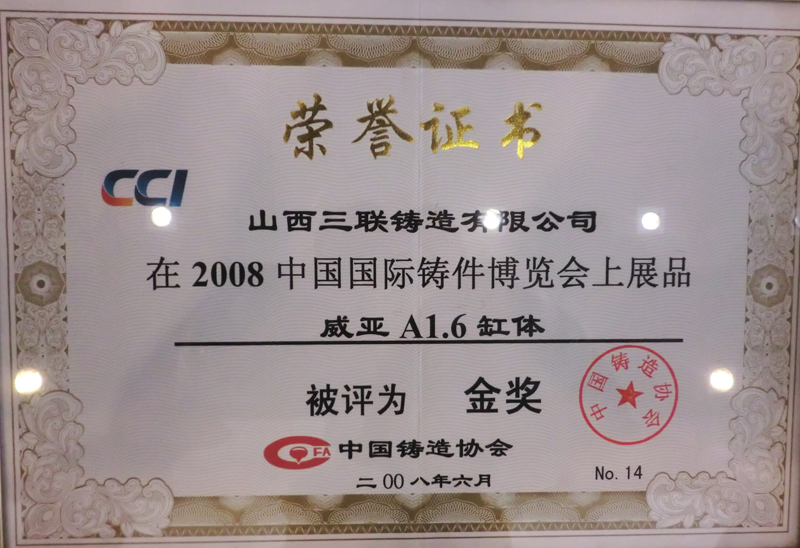 荣誉证书
CCI
山西三联铸造有限公司
在 2008 中国国际铸件博览会上展品
威亚 A1.6 缸体
被评为 金奖
中国铸造协会
CFA 中国铸造协会
二00八年六月
No. 14